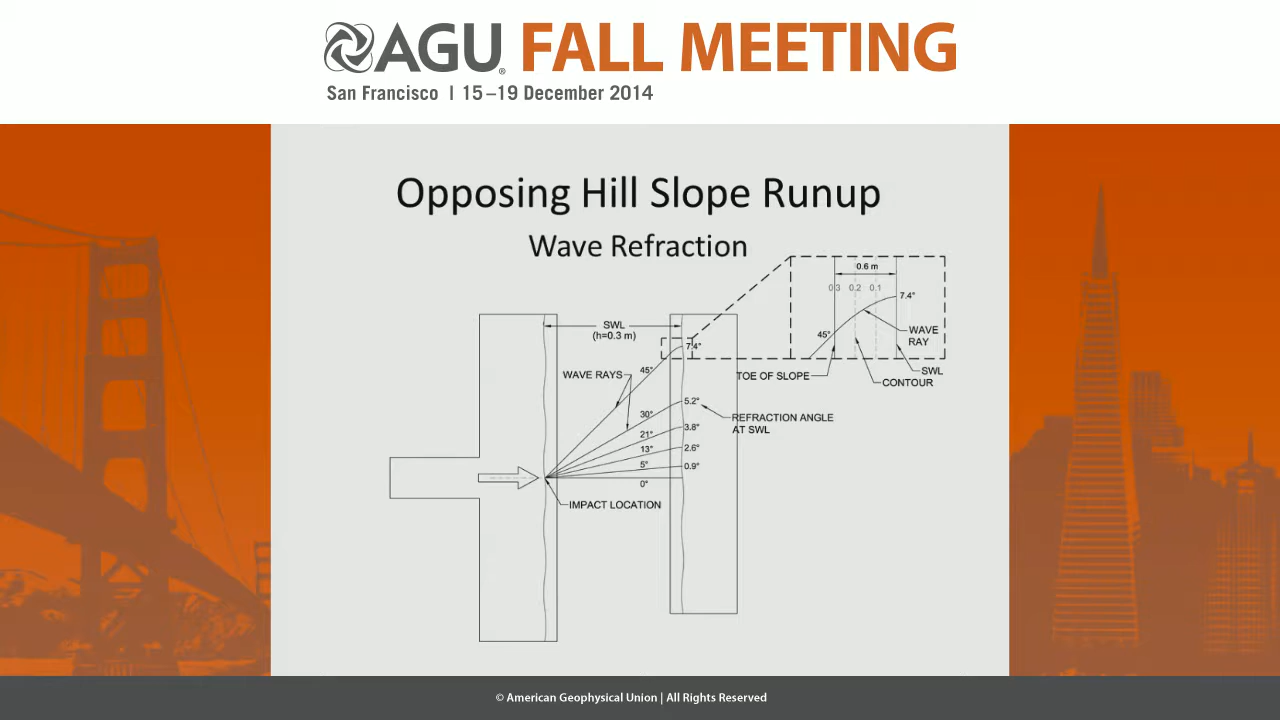 AGU FALL MEETING
San Francisco | 15–19 December 2014
Opposing Hill Slope Runup
Wave Refraction
0.6 m
0.3 0.2 0.1
7.4°
45°
WAVE
RAY
TOE OF SLOPE
SWL
CONTOUR
SWL
(h=0.3 m)
7.4°
WAVE RAYS
45°
5.2°
30°
REFRACTION ANGLE
AT SWL
3.8°
21°
2.6°
13°
0.9°
5°
0°
IMPACT LOCATION
© American Geophysical Union | All Rights Reserved